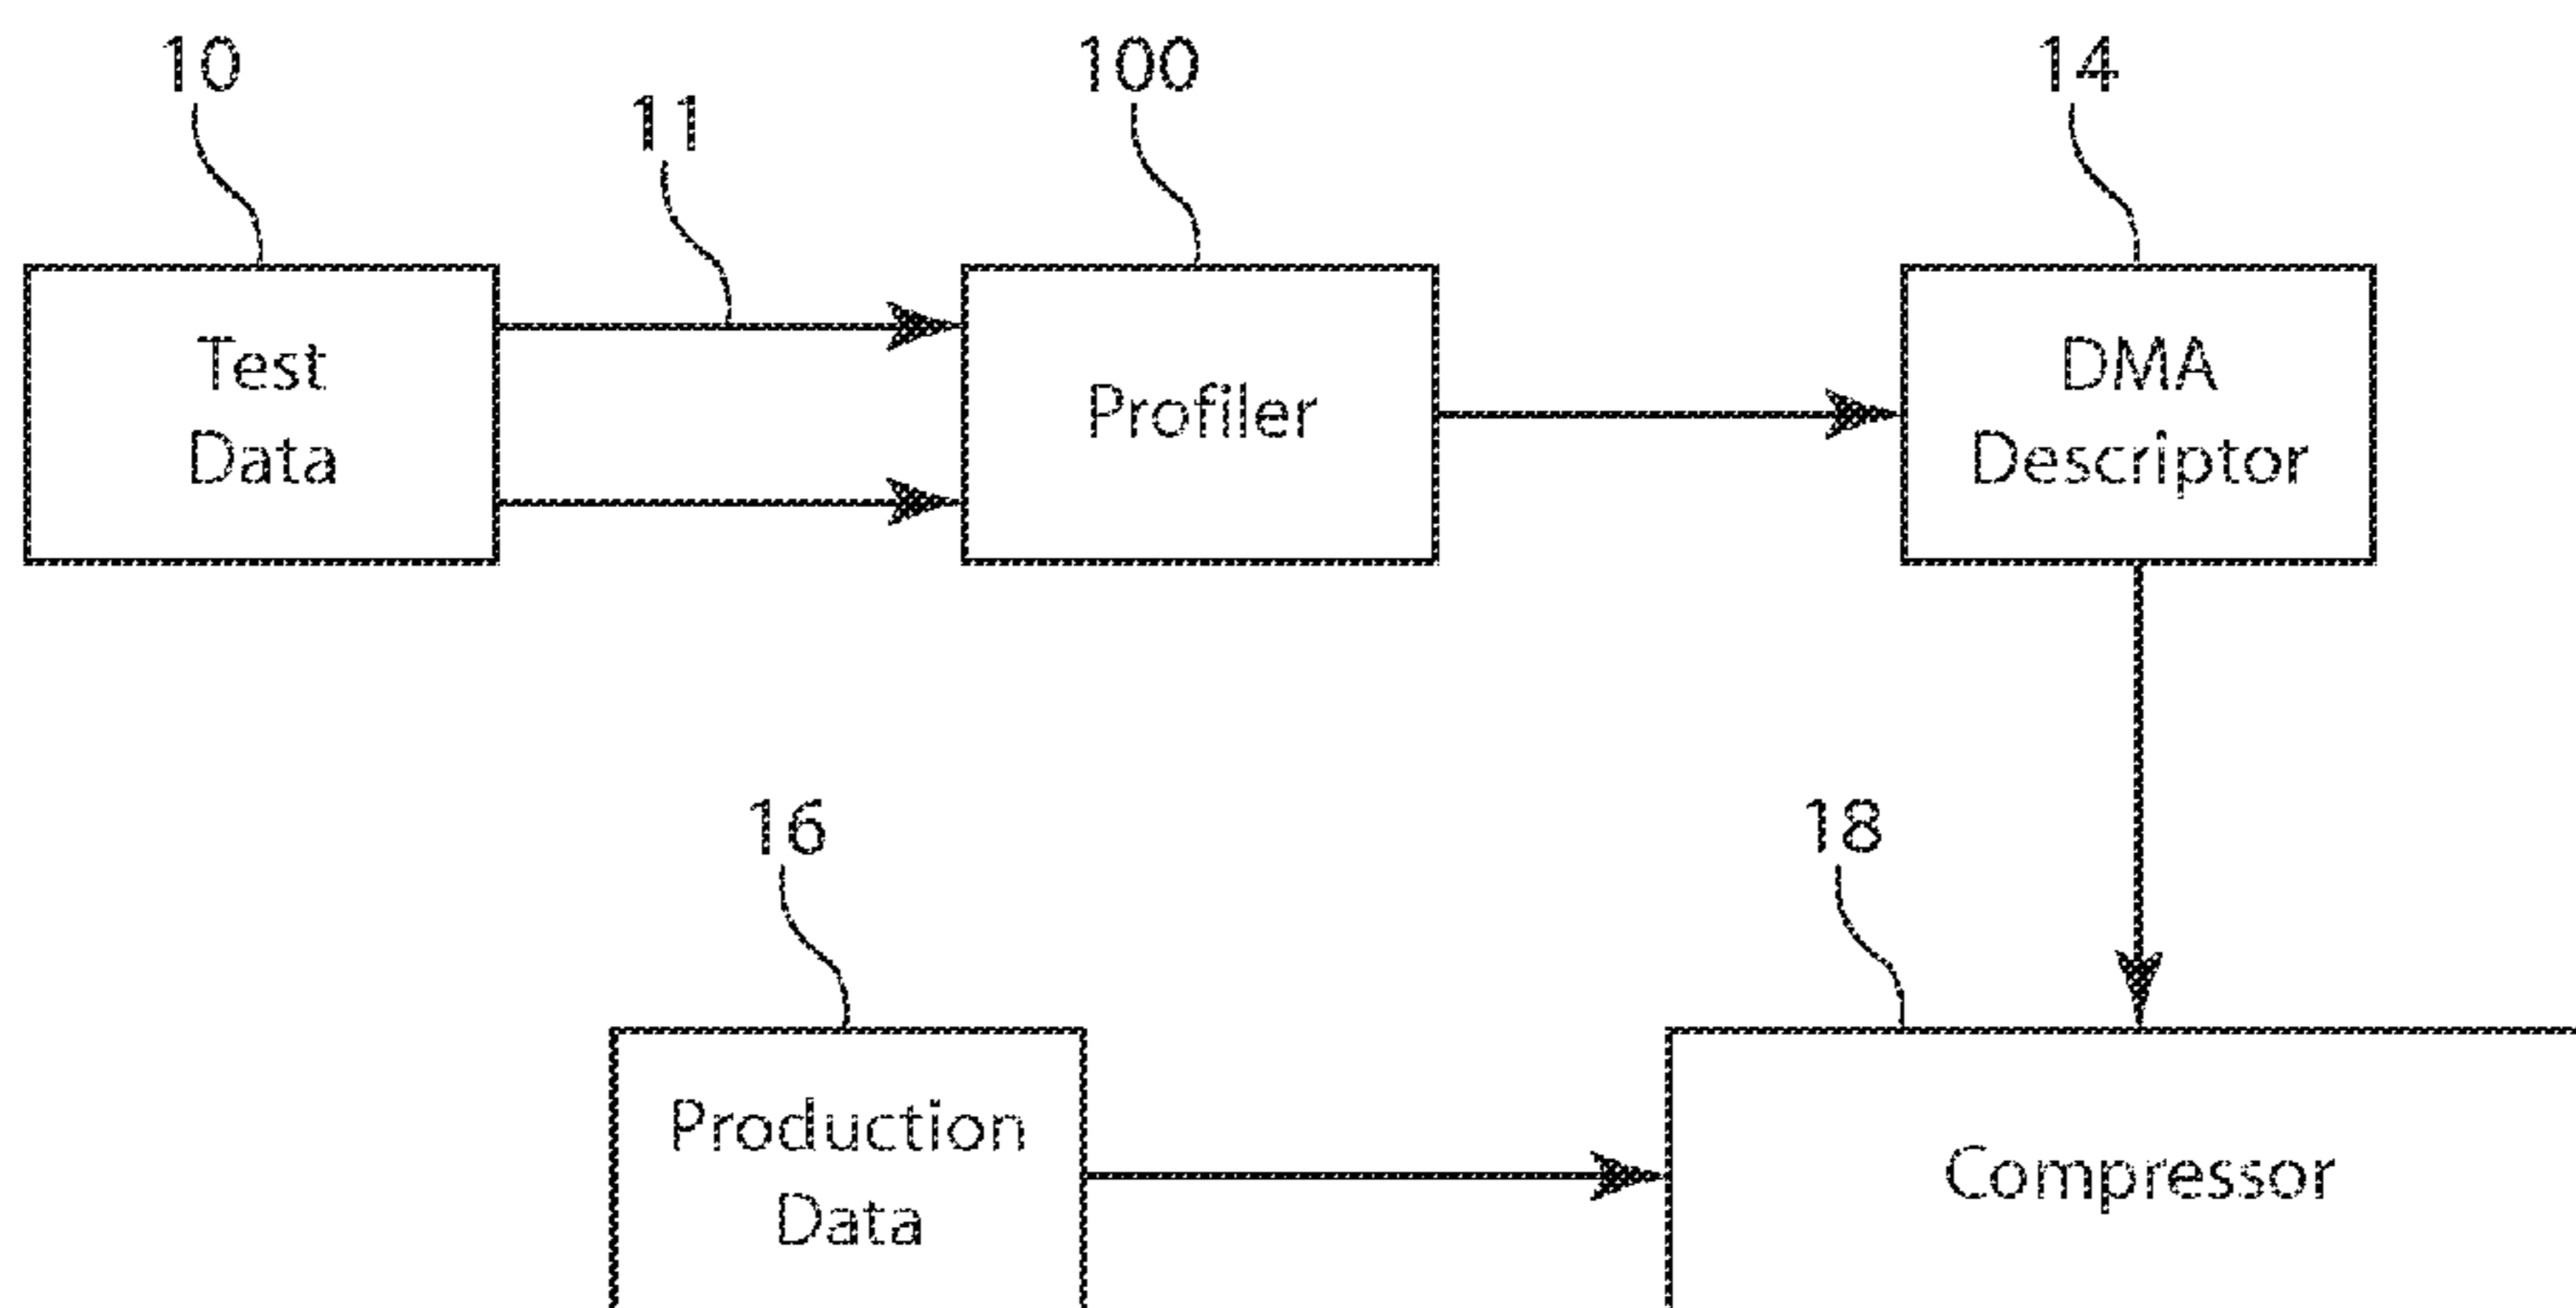 10
11
100
14
Test
Data
Profiler
DMA
Descriptor
16
18
Production
Data
Compressor